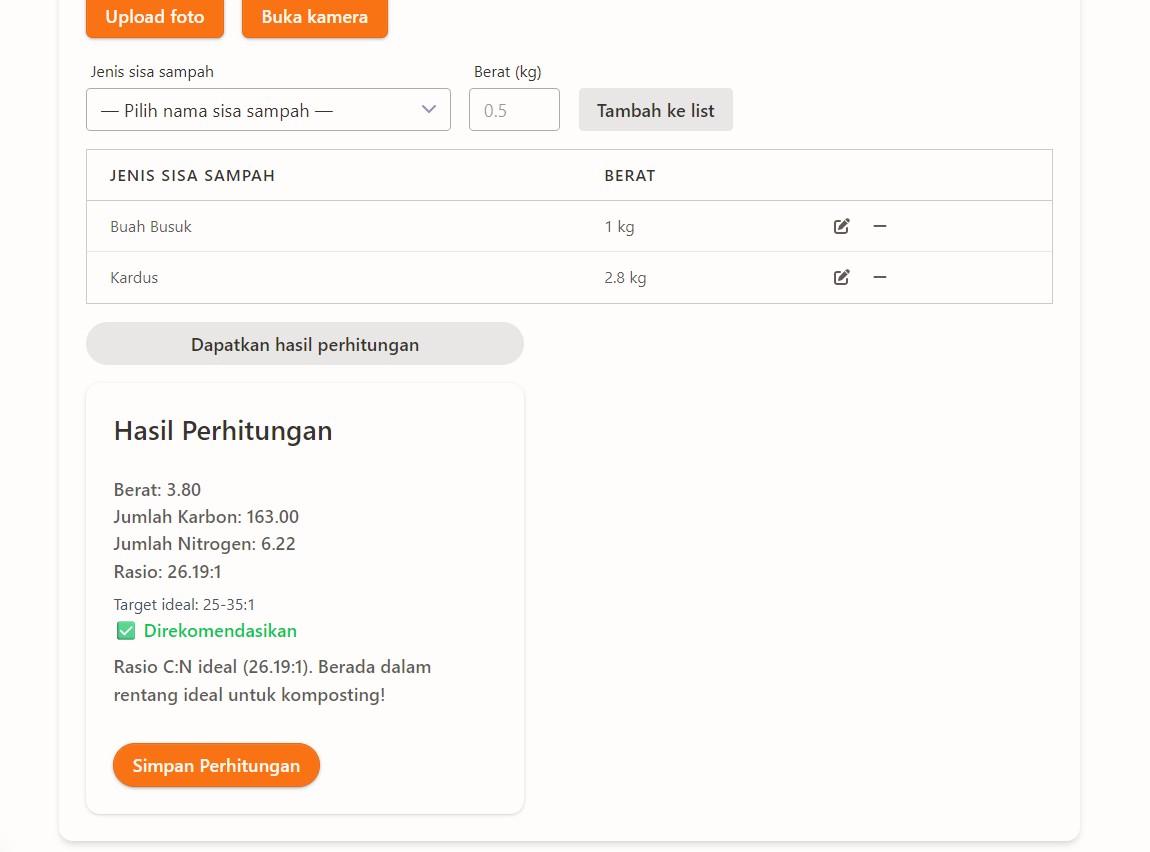 Upload foto Buka kamera
Jenis sisa sampah Berat (kg)
— Pilih nama sisa sampah — 0.5 Tambah ke list
JENIS SISA SAMPAH BERAT
Buah Busuk 1 kg
Kardus 2.8 kg
Dapatkan hasil perhitungan
Hasil Perhitungan
Berat: 3.80
Jumlah Karbon: 163.00
Jumlah Nitrogen: 6.22
Rasio: 26.19:1
Target ideal: 25-35:1
✅ Direkomendasikan
Rasio C:N ideal (26.19:1). Berada dalam
rentang ideal untuk komposting!
Simpan Perhitungan